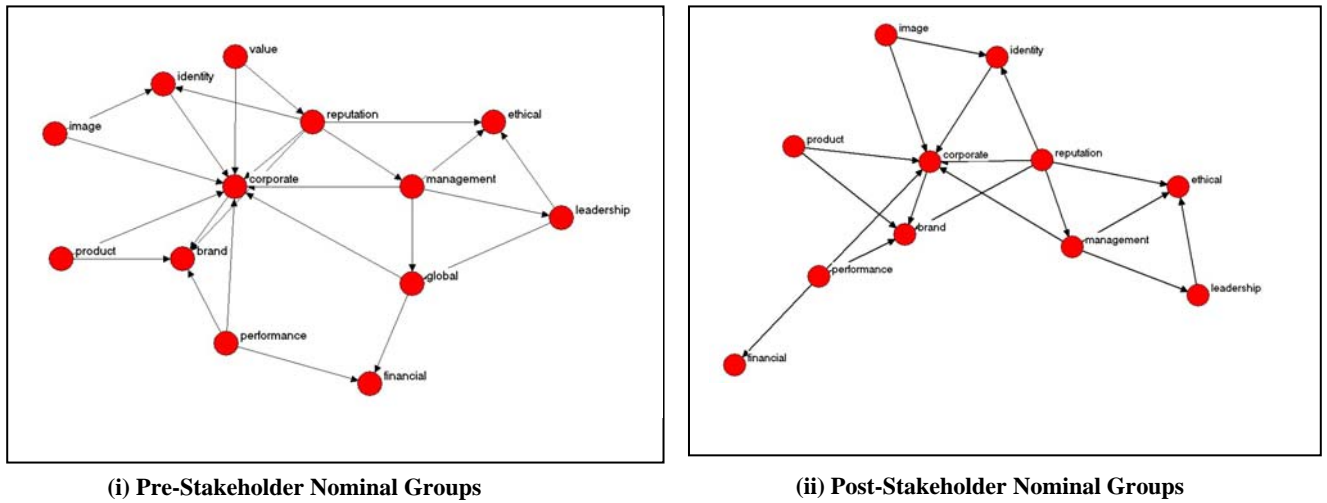 value
identity
reputation
ethical
image
corporate
management
leadership
product
brand
global
performance
financial
(i) Pre-Stakeholder Nominal Groups
image
identity
product
corporate
reputation
ethical
brand
management
performance
leadership
financial
(ii) Post-Stakeholder Nominal Groups